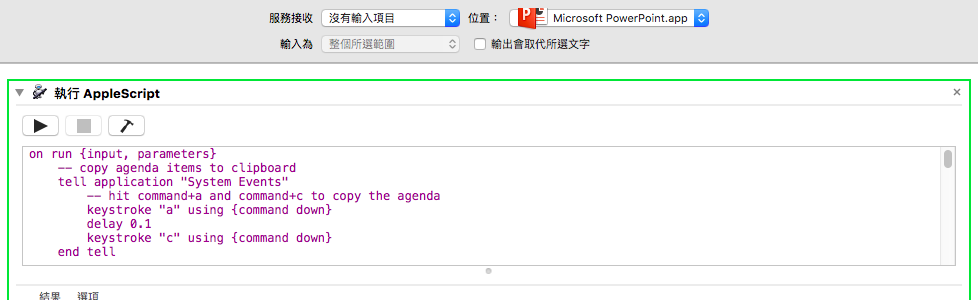 服務接收 沒有輸入項目 位置： Microsoft PowerPoint.app
輸入為 整個所選範圍 輸出會取代所選文字
執行 AppleScript
on run {input, parameters}
-- copy agenda items to clipboard
tell application "System Events"
-- hit command+a and command+c to copy the agenda
keystroke "a" using {command down}
delay 0.1
keystroke "c" using {command down}
end tell
結果 選項